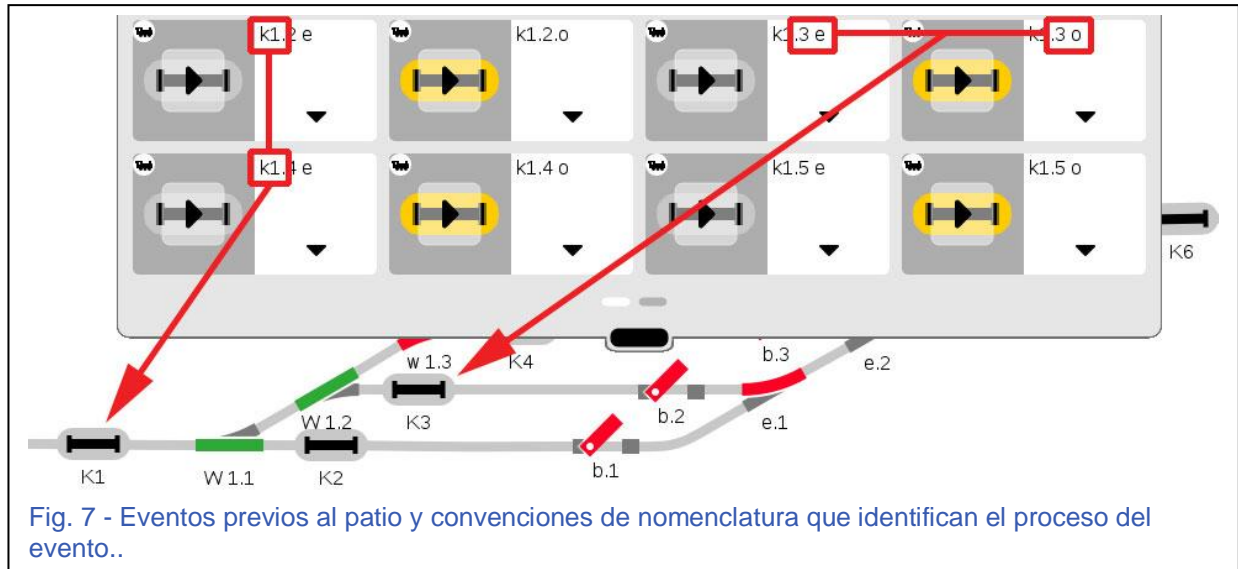 k1.2 e
k1.2.o
k1.3 e
k1.3 o
k1.4 e
k1.4 o
k1.5 e
k1.5 o
K6
w 1.3
K4
b.3
e.2
W 1.2
K3
b.2
e.1
K1
W 1.1
K2
b.1
Fig. 7 - Eventos previos al patio y convenciones de nomenclatura que identifican el proceso del
evento..